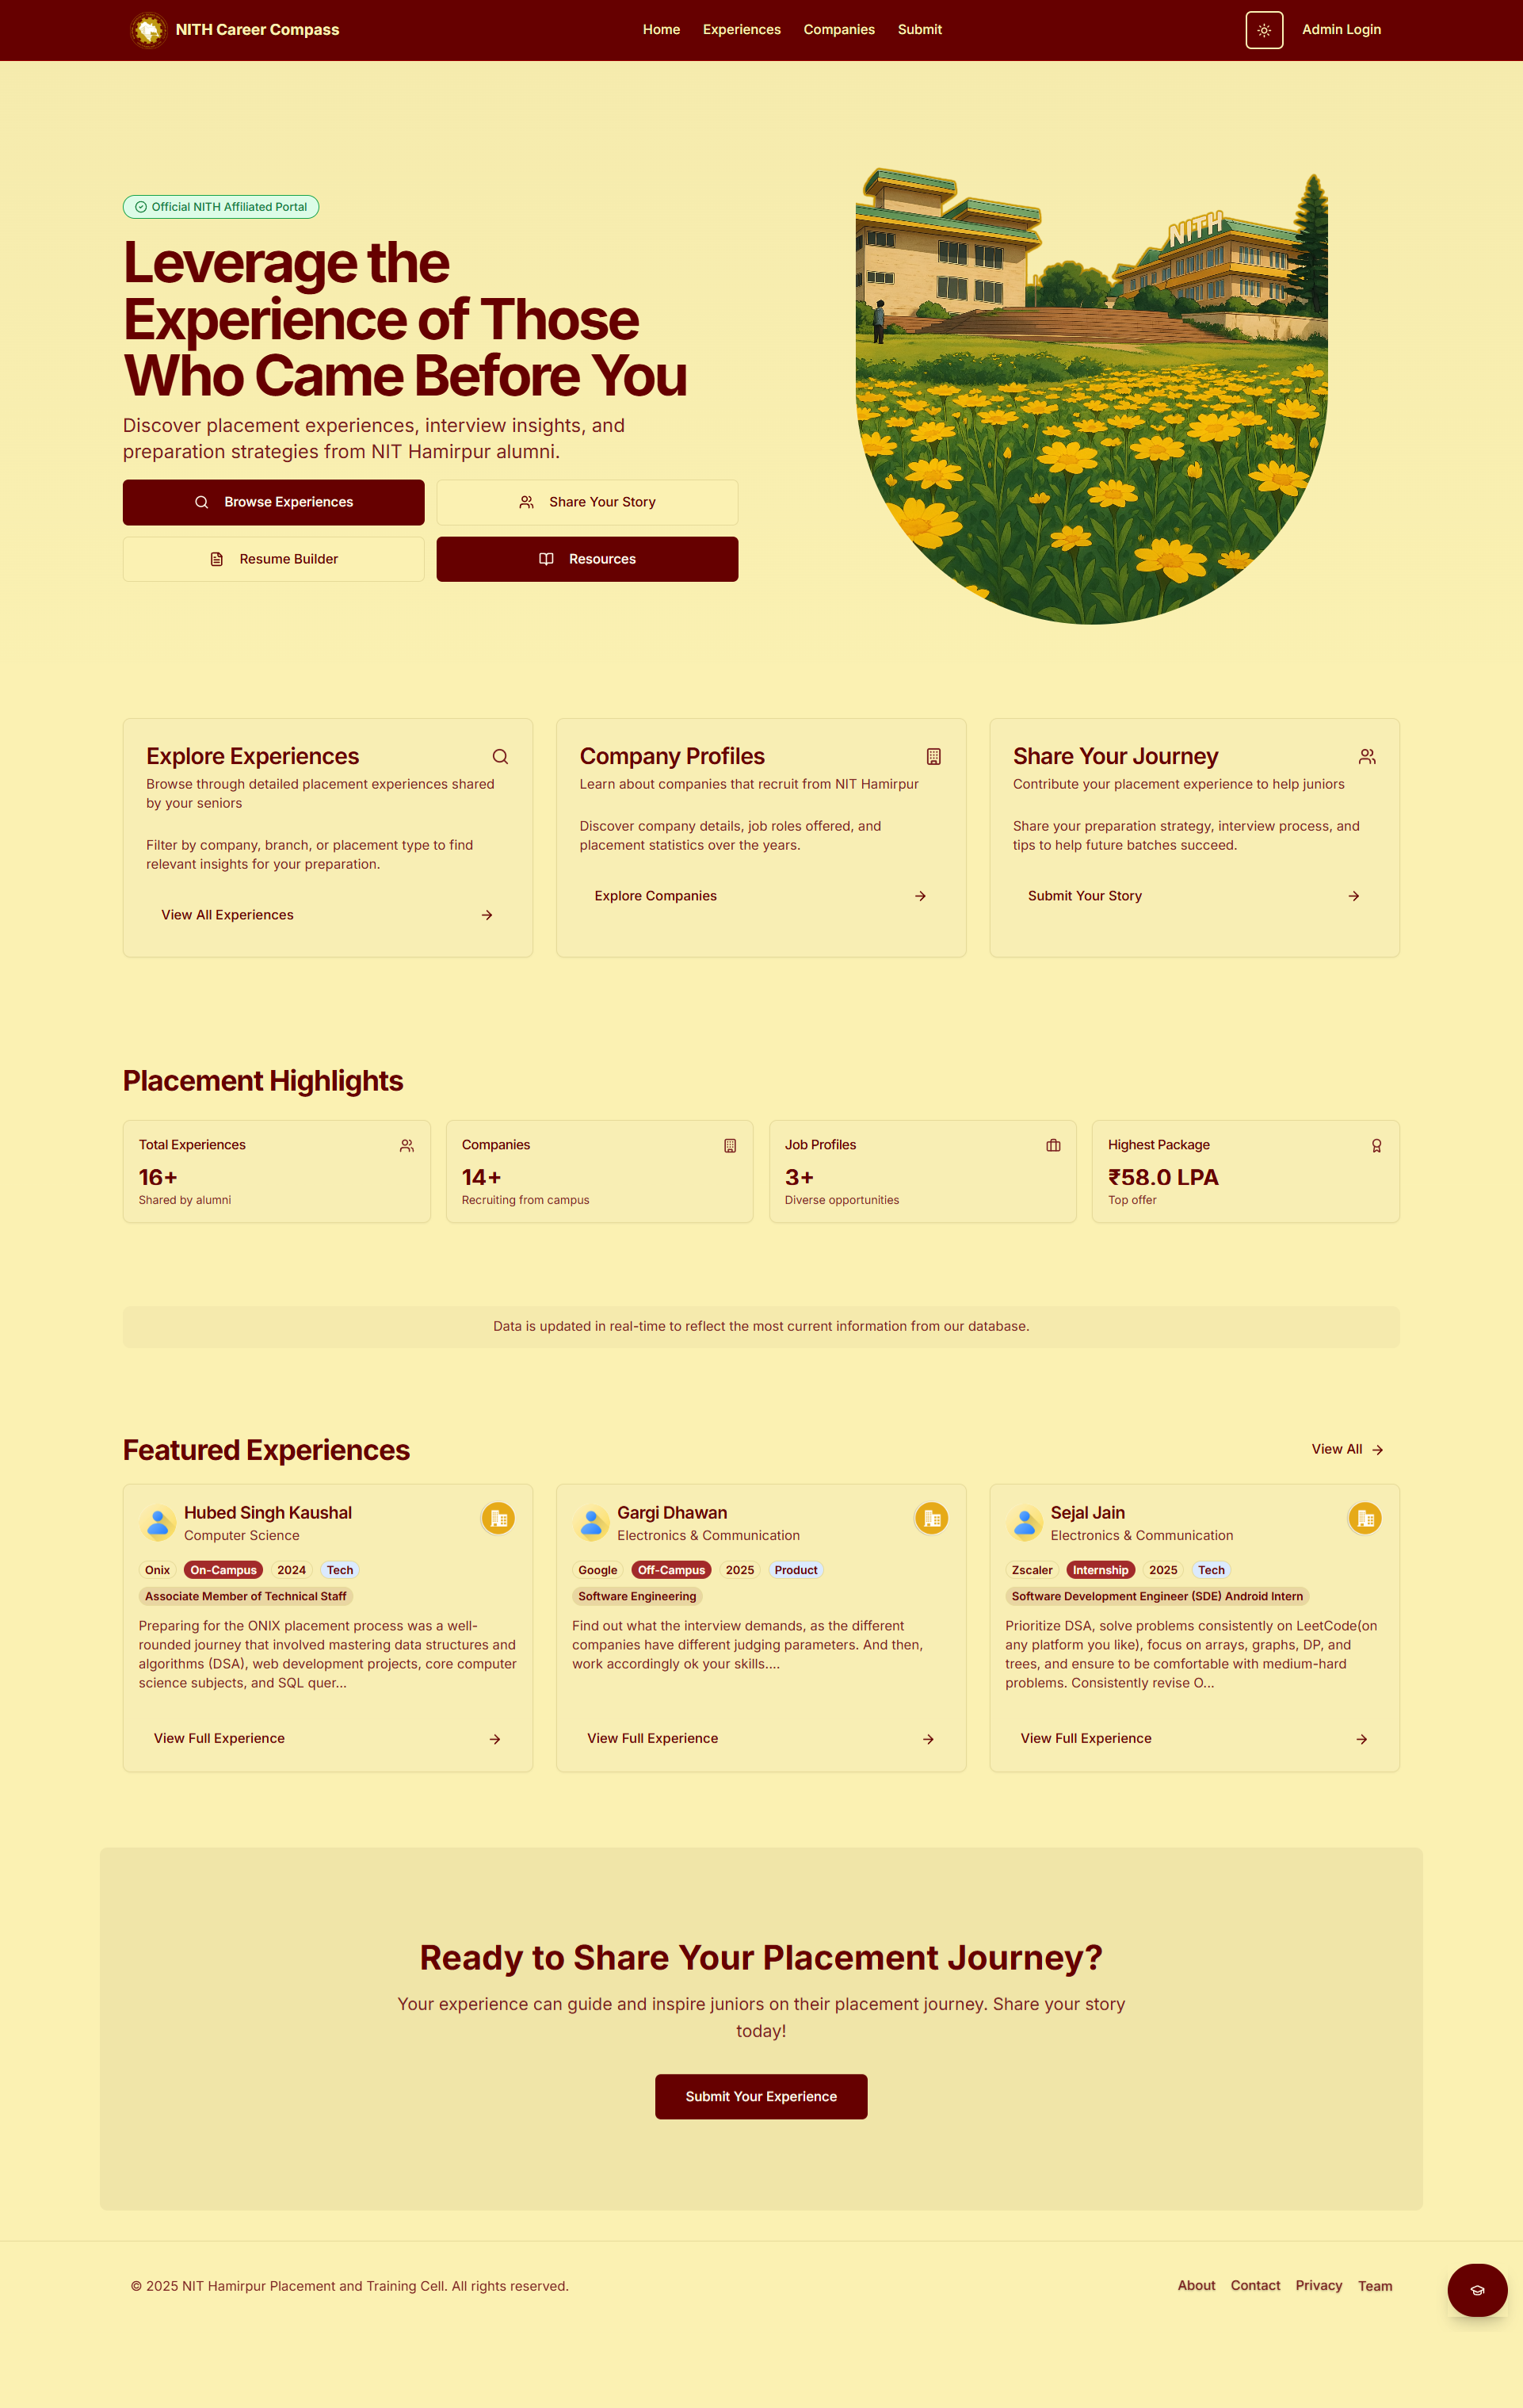 NITH Career Compass
Home Experiences Companies Submit
Admin Login
Official NITH Affiliated Portal
Leverage the
Experience of Those
Who Came Before You
Discover placement experiences, interview insights, and
preparation strategies from NIT Hamirpur alumni.
Browse Experiences
Share Your Story
Resume Builder
Resources
NITH
Explore Experiences
Browse through detailed placement experiences shared
by your seniors
Filter by company, branch, or placement type to find
relevant insights for your preparation.
View All Experiences
Company Profiles
Learn about companies that recruit from NIT Hamirpur
Discover company details, job roles offered, and
placement statistics over the years.
Explore Companies
Share Your Journey
Contribute your placement experience to help juniors
Share your preparation strategy, interview process, and
tips to help future batches succeed.
Submit Your Story
Placement Highlights
Total Experiences
16+
Shared by alumni
Companies
14+
Recruiting from campus
Job Profiles
3+
Diverse opportunities
Highest Package
₹58.0 LPA
Top offer
Data is updated in real-time to reflect the most current information from our database.
Featured Experiences
View All
Hubed Singh Kaushal
Computer Science
Onix On-Campus 2024 Tech
Associate Member of Technical Staff
Preparing for the ONIX placement process was a well-
rounded journey that involved mastering data structures and
algorithms (DSA), web development projects, core computer
science subjects, and SQL quer...
View Full Experience
Gargi Dhawan
Electronics & Communication
Google Off-Campus 2025 Product
Software Engineering
Find out what the interview demands, as the different
companies have different judging parameters. And then,
work accordingly ok your skills....
View Full Experience
Sejal Jain
Electronics & Communication
Zscaler Internship 2025 Tech
Software Development Engineer (SDE) Android Intern
Prioritize DSA, solve problems consistently on LeetCode(on
any platform you like), focus on arrays, graphs, DP, and
trees, and ensure to be comfortable with medium-hard
problems. Consistently revise O...
View Full Experience
Ready to Share Your Placement Journey?
Your experience can guide and inspire juniors on their placement journey. Share your story
today!
Submit Your Experience
© 2025 NIT Hamirpur Placement and Training Cell. All rights reserved.
About Contact Privacy Team